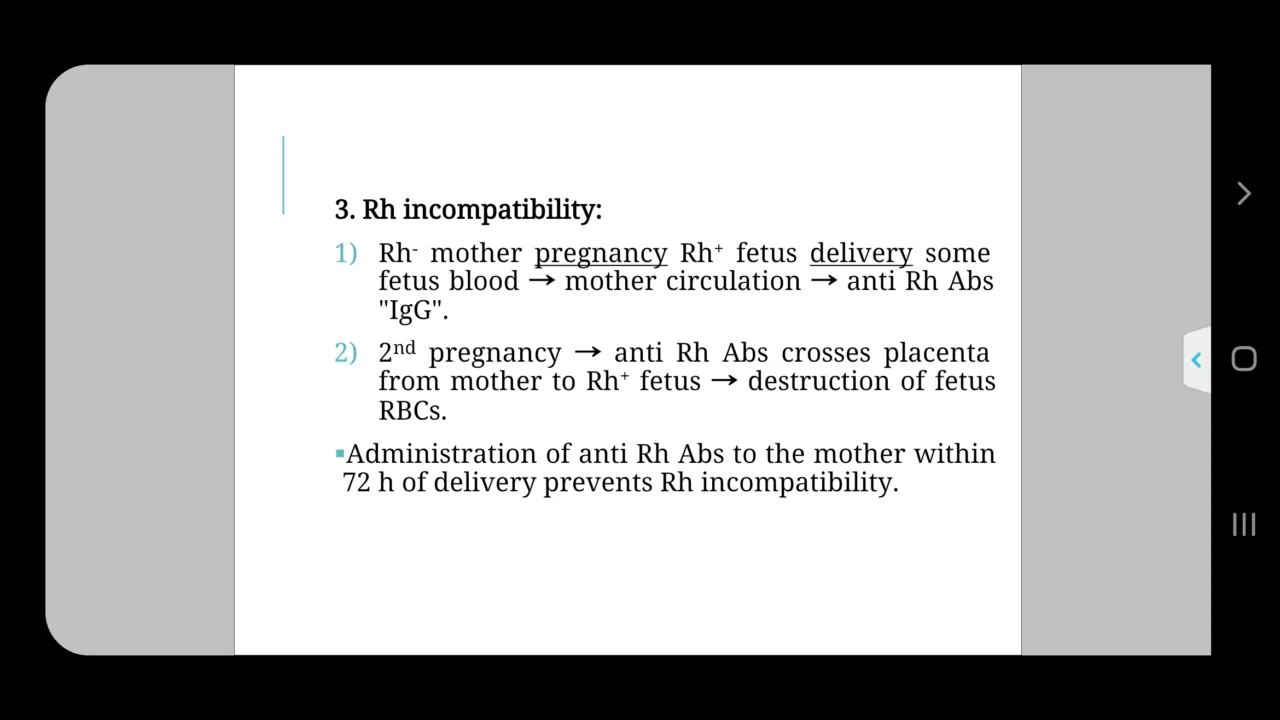 3. Rh incompatibility:
1) Rh⁻ mother pregnancy Rh⁺ fetus delivery some
fetus blood → mother circulation → anti Rh Abs
"IgG".
2) 2ⁿᵈ pregnancy → anti Rh Abs crosses placenta
from mother to Rh⁺ fetus → destruction of fetus
RBCs.
▪Administration of anti Rh Abs to the mother within
72 h of delivery prevents Rh incompatibility.